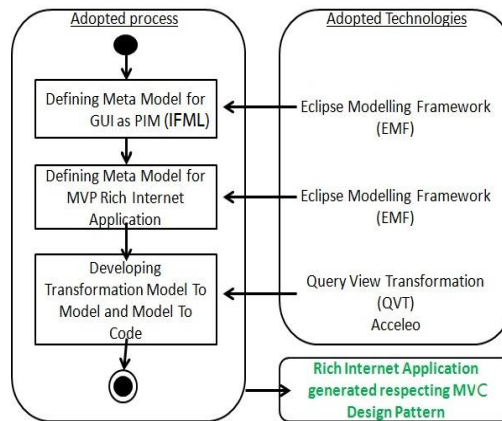 Adopted process
Defining Meta Model for
GUI as PIM (IFML)
Defining Meta Model for
MVP Rich Internet
Application
Developing
Transformation Model To
Model and Model To
Code
Adopted Technologies
Eclipse Modelling Framework
(EMF)
Eclipse Modelling Framework
(EMF)
Query View Transformation
(QVT)
Acceleo
Rich Internet Application
generated respecting MVC
Design Pattern